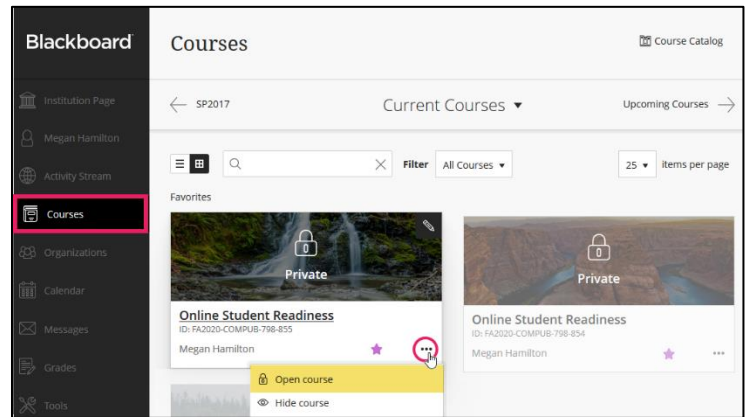 Blackboard
Institution Page
Megan Hamilton
Activity Stream
Courses
Organizations
Calendar
Messages
Grades
Tools
Courses
Course Catalog
SP2017
Current Courses
Upcoming Courses
Filter All Courses
25 items per page
Favorites
Private
Online Student Readiness
ID: FA2020-COMPUB-798-855
Megan Hamilton
Open course
Hide course
Private
Online Student Readiness
ID: FA2020-COMPUB-798-854
Megan Hamilton